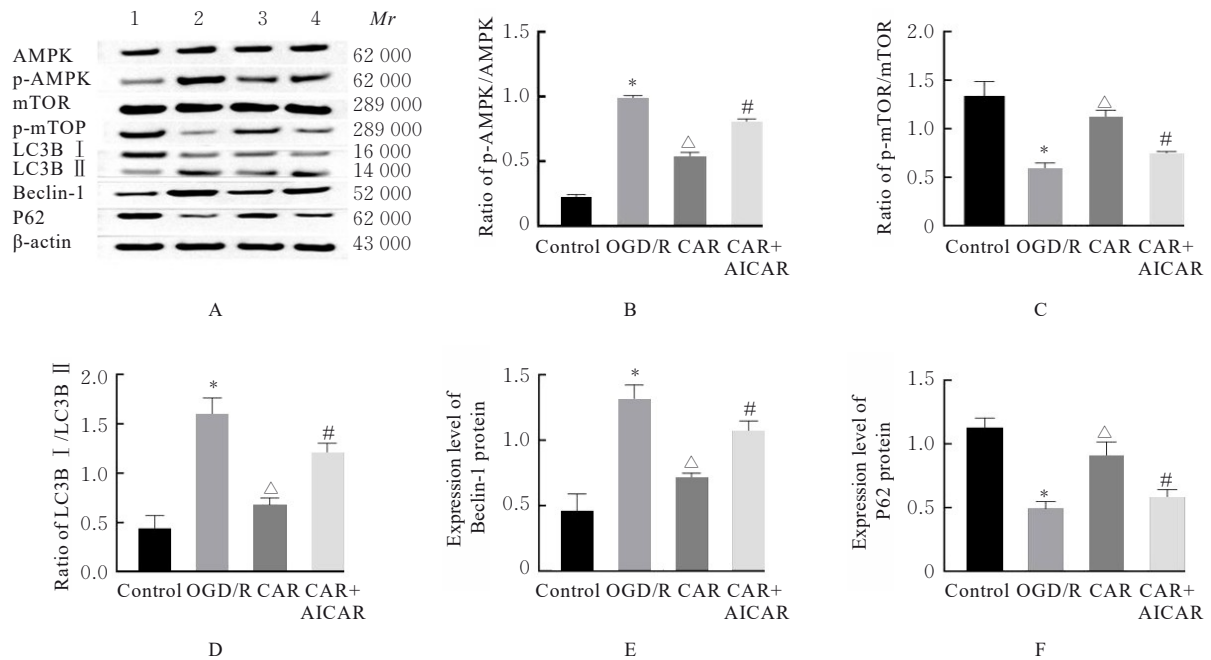 1 2 3 4 Mr
AMPK 62 000
p-AMPK 62 000
mTOR 289 000
p-mTOP 289 000
LC3B Ⅰ 16 000
LC3B Ⅱ 14 000
Beclin-1 52 000
P62 62 000
β-actin 43 000
A
Ratio of p-AMPK/AMPK
1.5
1.0
0.5
0
*
△
#
Control OGD/R CAR CAR+
AICAR
B
Ratio of p-mTOR/mTOR
2.0
1.5
1.0
0.5
0
*
△
#
Control OGD/R CAR CAR+
AICAR
C
Ratio of LC3B Ⅰ/LC3B Ⅱ
2.0
1.5
1.0
0.5
0.0
*
△
#
Control OGD/R CAR CAR+
AICAR
D
Expression level of
Beclin-1 protein
1.5
1.0
0.5
0
*
△
#
Control OGD/R CAR CAR+
AICAR
E
Expression level of
P62 protein
1.5
1.0
0.5
0
*
△
#
Control OGD/R CAR CAR+
AICAR
F